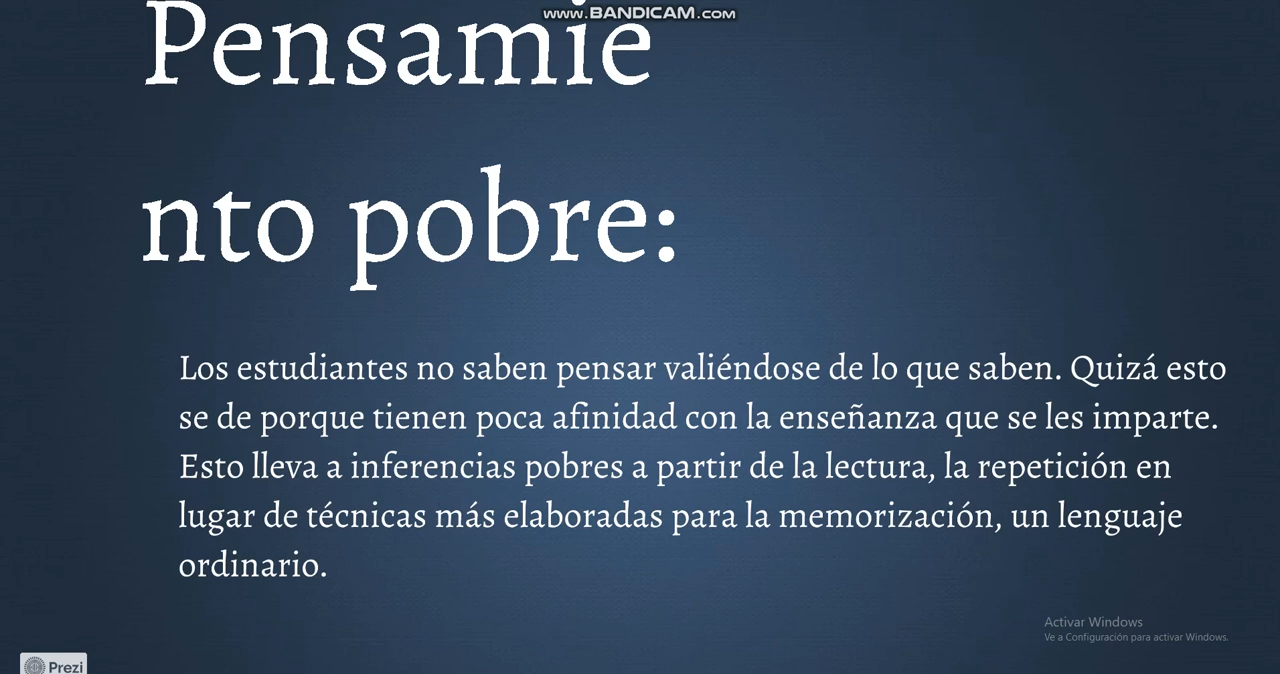 www.BANDICAM.com
Pensamie
nto pobre:
Los estudiantes no saben pensar valiéndose de lo que saben. Quizá esto
se de porque tienen poca afinidad con la enseñanza que se les imparte.
Esto lleva a inferencias pobres a partir de la lectura, la repetición en
lugar de técnicas más elaboradas para la memorización, un lenguaje
ordinario.
Activar Windows
Ve a Configuración para activar Windows.
Prezi